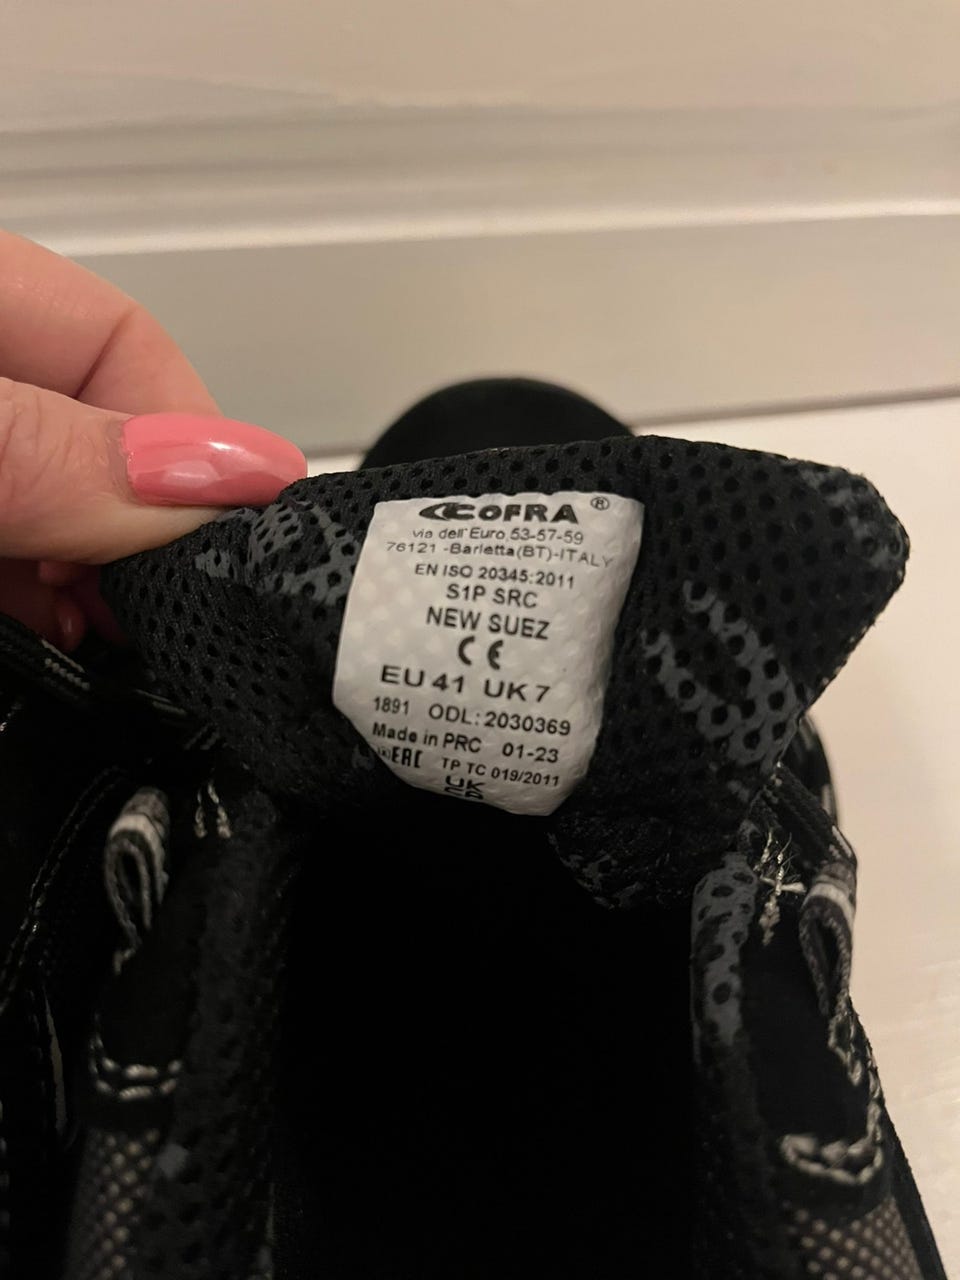 COFRA ®
via dell'Euro,53-57-59
76121 -Barletta(BT)-ITALY
EN ISO 20345:2011
S1P SRC
NEW SUEZ
CE
EU 41 UK 7
1891 ODL: 2030369
Made in PRC 01-23
EAC TP TC 019/2011
UK
CA